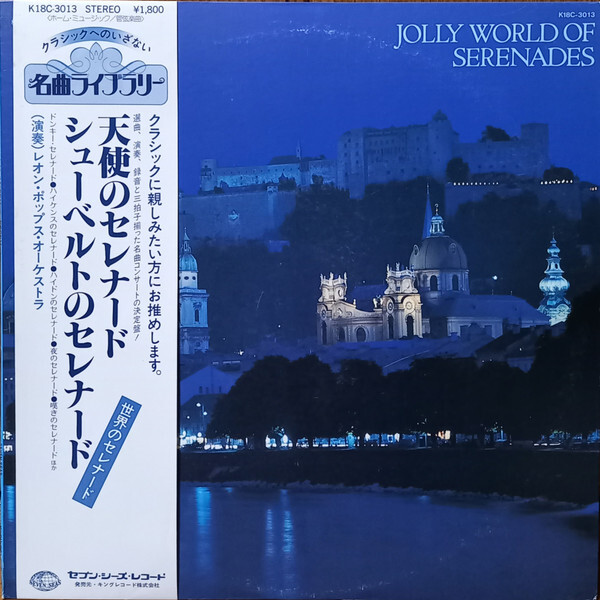 K18C-3013 STEREO ¥1,800
〈ホーム・ミュージック/管弦楽曲〉
クラシックへのいざない
名曲ライブラリー
クラシックに親しみたい方にお推めします。
選曲、演奏、録音と三拍子揃った名曲コンサートの決定盤!
天使のセレナード
シューベルトのセレナード
ドンキー・セレナード●ハイケンスのセレナード●ハイドンのセレナード●夜のセレナード●嘆きのセレナード ほか
(演奏)レオン・ポップス・オーケストラ
世界のセレナード
SEVEN SEAS
セブン・シーズ・レコード
発売元・キングレコード株式会社
K18C-3013
JOLLY WORLD OF
SERENADES